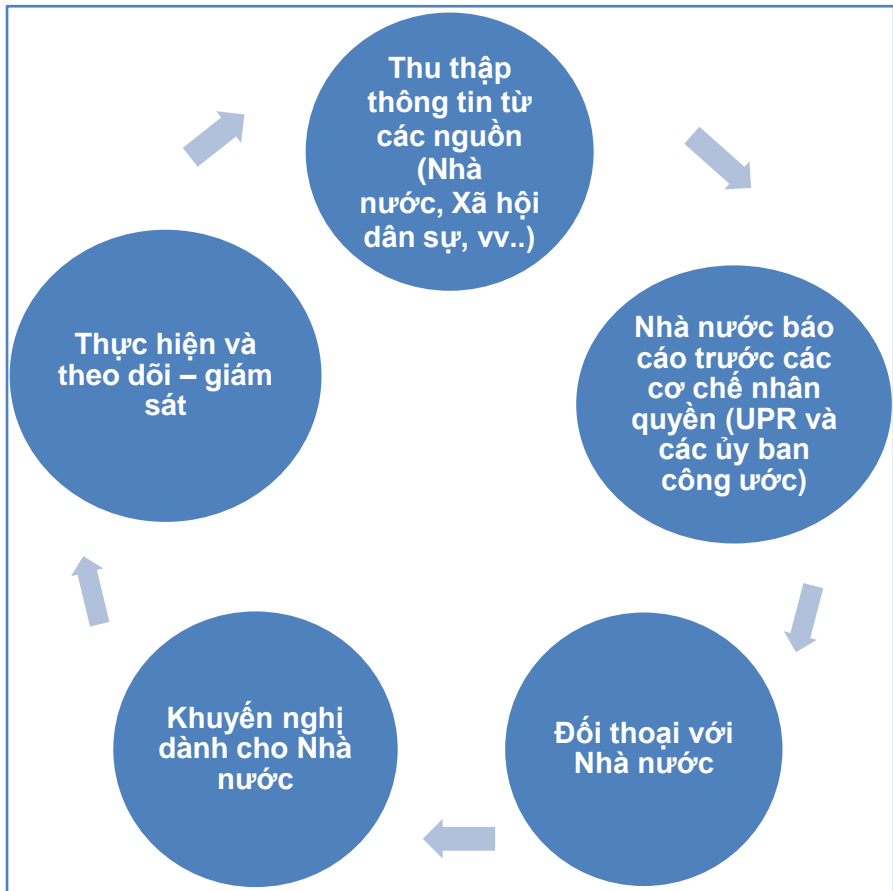 Thu thập
thông tin từ
các nguồn
(Nhà
nước, Xã hội
dân sự, vv..)
Nhà nước báo
cáo trước các
cơ chế nhân
quyền (UPR và
các ủy ban
công ước)
Đối thoại với
Nhà nước
Khuyến nghị
dành cho Nhà
nước
Thực hiện và
theo dõi – giám
sát